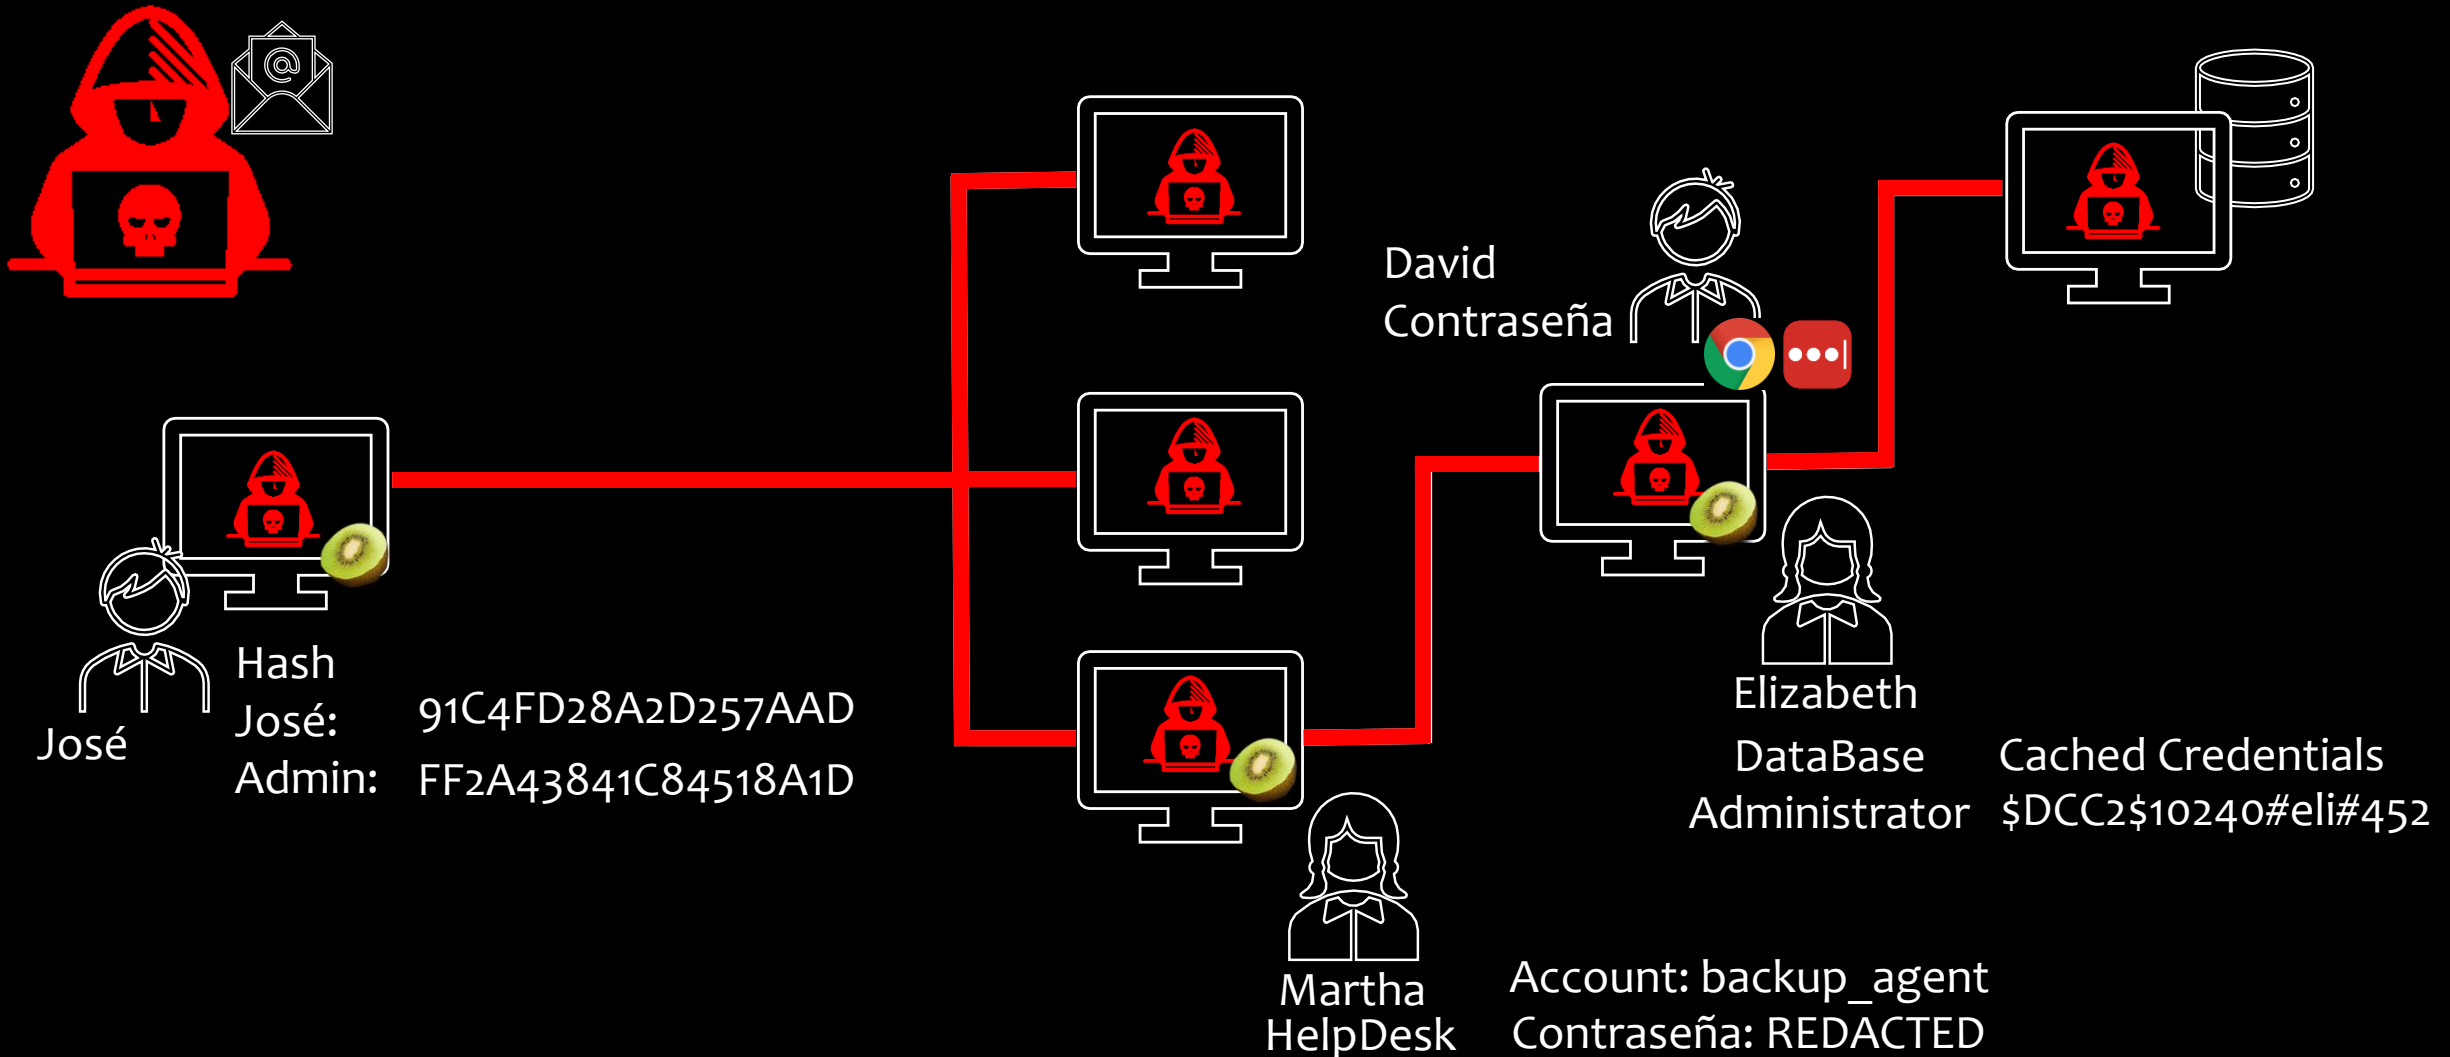 David
Contraseña
José
Hash
José: 91C4FD28A2D257AAD
Admin: FF2A43841C84518A1D
Elizabeth
DataBase
Administrator
Cached Credentials
$DCC2$10240#eli#452
Martha
HelpDesk
Account: backup_agent
Contraseña: REDACTED